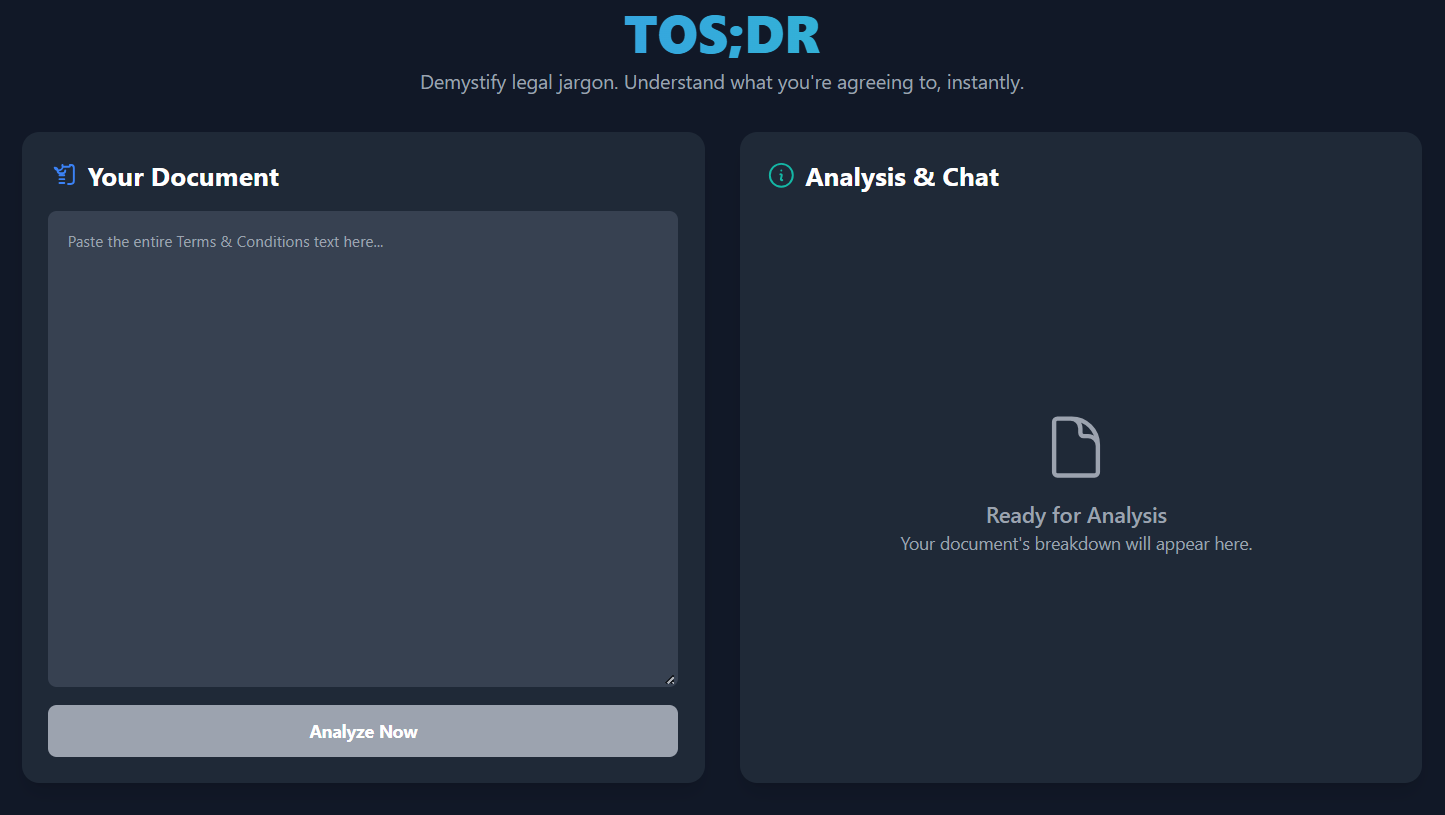 TOS;DR
Demystify legal jargon. Understand what you're agreeing to, instantly.
Your Document
Paste the entire Terms & Conditions text here...
Analyze Now
Analysis & Chat
Ready for Analysis
Your document's breakdown will appear here.